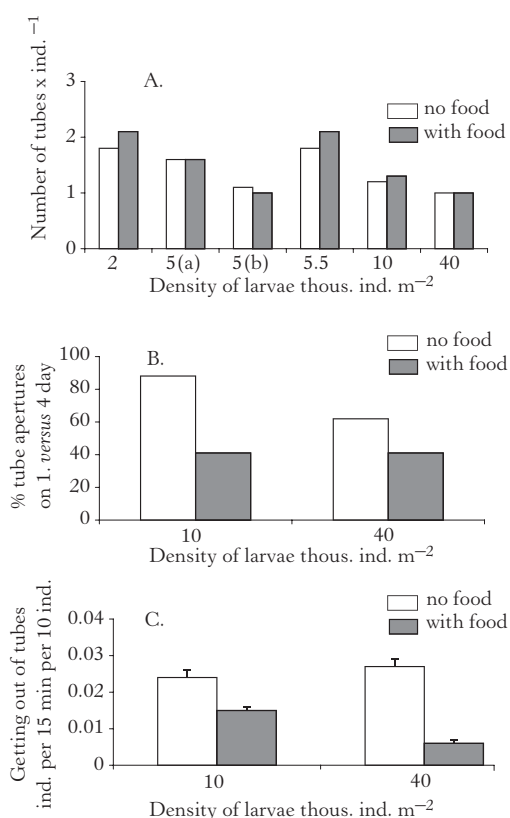 A.
Number of tubes x ind. ⁻¹
3
2
1
0
no food
with food
2 5(a) 5(b) 5.5 10 40
Density of larvae thous. ind. m⁻²
B.
% tube apertures
on 1. versus 4 day
100
80
60
40
20
0
no food
with food
10 40
Density of larvae thous. ind. m⁻²
C.
Getting out of tubes
ind. per 15 min per 10 ind.
0.04
0.03
0.02
0.01
0
no food
with food
10 40
Density of larvae thous. ind. m⁻²